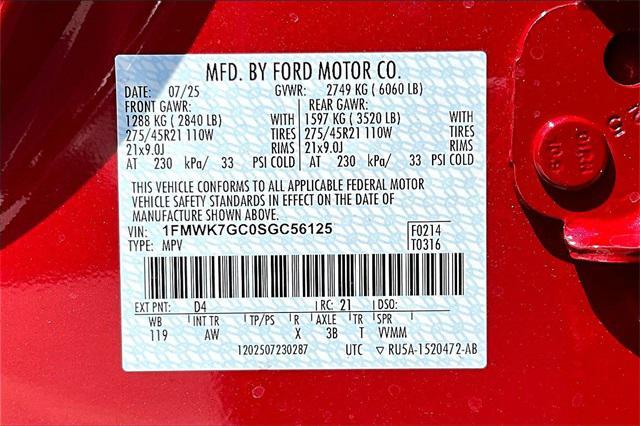 MFD. BY FORD MOTOR CO.
DATE: 07/25 GVWR: 2749 KG ( 6060 LB)
FRONT GAWR: REAR GAWR:
1288 KG ( 2840 LB) WITH 1597 KG ( 3520 LB) WITH
275/45R21 110W TIRES 275/45R21 110W TIRES
21x9.0J RIMS 21x9.0J RIMS
AT 230 kPa/ 33 PSI COLD AT 230 kPa/ 33 PSI COLD
THIS VEHICLE CONFORMS TO ALL APPLICABLE FEDERAL MOTOR
VEHICLE SAFETY STANDARDS IN EFFECT ON THE DATE OF
MANUFACTURE SHOWN ABOVE.
VIN: 1FMWK7GC0SGC56125 F0214
TYPE: MPV T0316
EXT PNT: D4 RC: 21 DSO:
WB INT TR TP/PS R AXLE TR SPR
119 AW X 3B T VVMM
1202507230287 UTC ▽ RU5A-1520472-AB